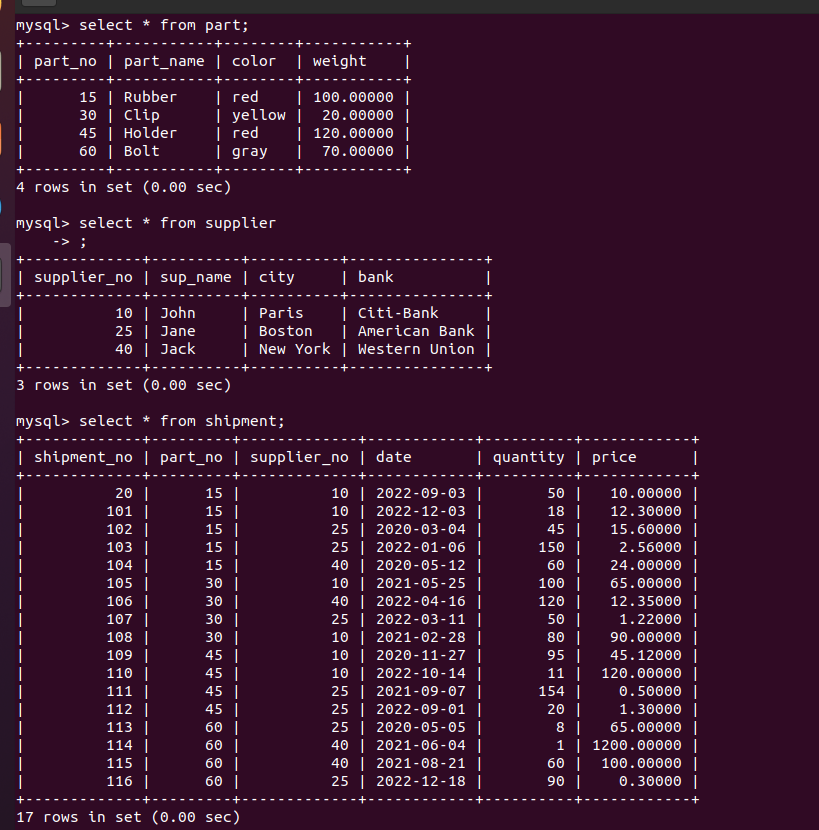 mysql> select * from part;
+---------+-----------+--------+-----------+
| part_no | part_name | color  | weight    |
+---------+-----------+--------+-----------+
|      15 | Rubber    | red    | 100.00000 |
|      30 | Clip      | yellow |  20.00000 |
|      45 | Holder    | red    | 120.00000 |
|      60 | Bolt      | gray   |  70.00000 |
+---------+-----------+--------+-----------+
4 rows in set (0.00 sec)

mysql> select * from supplier
    -> ;
+-------------+----------+----------+---------------+
| supplier_no | sup_name | city     | bank          |
+-------------+----------+----------+---------------+
|          10 | John     | Paris    | Citi-Bank     |
|          25 | Jane     | Boston   | American Bank |
|          40 | Jack     | New York | Western Union |
+-------------+----------+----------+---------------+
3 rows in set (0.00 sec)

mysql> select * from shipment;
+-------------+---------+-------------+------------+----------+------------+
| shipment_no | part_no | supplier_no | date       | quantity | price      |
+-------------+---------+-------------+------------+----------+------------+
|          20 |      15 |          10 | 2022-09-03 |       50 |   10.00000 |
|         101 |      15 |          10 | 2022-12-03 |       18 |   12.30000 |
|         102 |      15 |          25 | 2020-03-04 |       45 |   15.60000 |
|         103 |      15 |          25 | 2022-01-06 |      150 |    2.56000 |
|         104 |      15 |          40 | 2020-05-12 |       60 |   24.00000 |
|         105 |      30 |          10 | 2021-05-25 |      100 |   65.00000 |
|         106 |      30 |          40 | 2022-04-16 |      120 |   12.35000 |
|         107 |      30 |          25 | 2022-03-11 |       50 |    1.22000 |
|         108 |      30 |          10 | 2021-02-28 |       80 |   90.00000 |
|         109 |      45 |          10 | 2020-11-27 |       95 |   45.12000 |
|         110 |      45 |          10 | 2022-10-14 |       11 |  120.00000 |
|         111 |      45 |          25 | 2021-09-07 |      154 |    0.50000 |
|         112 |      45 |          25 | 2022-09-01 |       20 |    1.30000 |
|         113 |      60 |          25 | 2020-05-05 |        8 |   65.00000 |
|         114 |      60 |          40 | 2021-06-04 |        1 | 1200.00000 |
|         115 |      60 |          40 | 2021-08-21 |       60 |  100.00000 |
|         116 |      60 |          25 | 2022-12-18 |       90 |    0.30000 |
+-------------+---------+-------------+------------+----------+------------+
17 rows in set (0.00 sec)